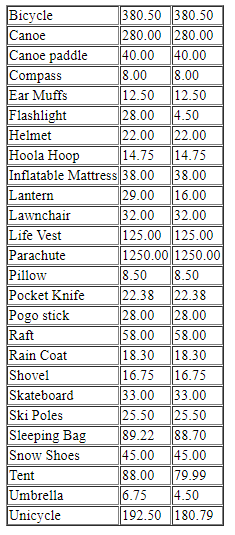 Bicycle 380.50 380.50
Canoe 280.00 280.00
Canoe paddle 40.00 40.00
Compass 8.00 8.00
Ear Muffs 12.50 12.50
Flashlight 28.00 4.50
Helmet 22.00 22.00
Hoola Hoop 14.75 14.75
Inflatable Mattress 38.00 38.00
Lantern 29.00 16.00
Lawnchair 32.00 32.00
Life Vest 125.00 125.00
Parachute 1250.00 1250.00
Pillow 8.50 8.50
Pocket Knife 22.38 22.38
Pogo stick 28.00 28.00
Raft 58.00 58.00
Rain Coat 18.30 18.30
Shovel 16.75 16.75
Skateboard 33.00 33.00
Ski Poles 25.50 25.50
Sleeping Bag 89.22 88.70
Snow Shoes 45.00 45.00
Tent 88.00 79.99
Umbrella 6.75 4.50
Unicycle 192.50 180.79